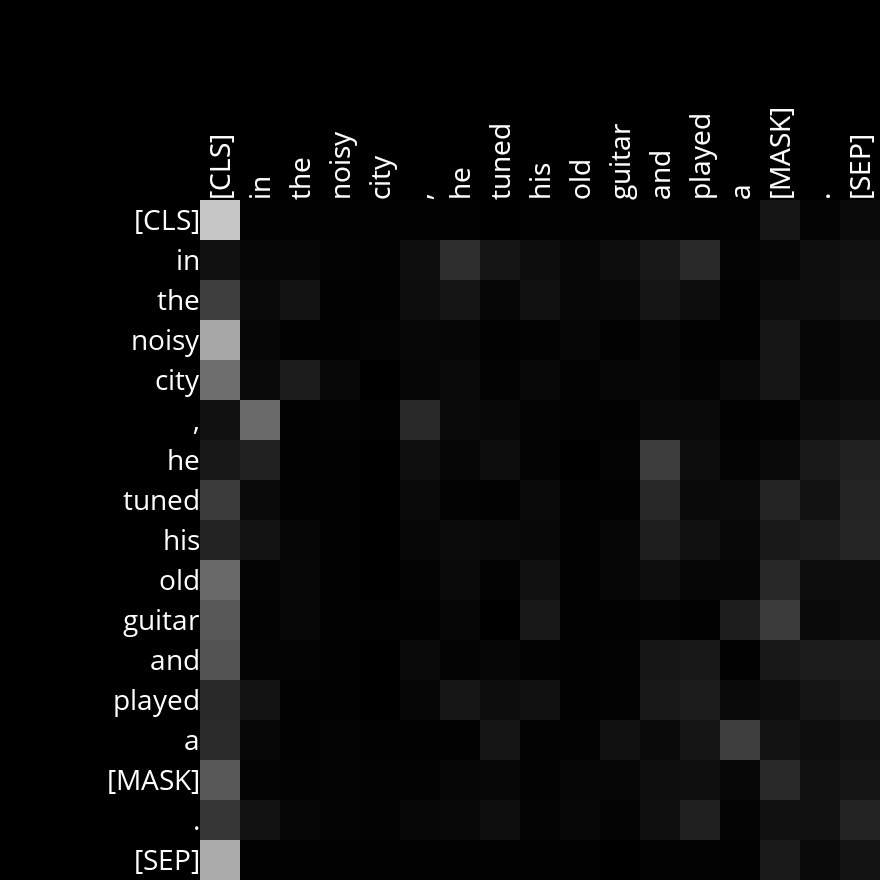 [CLS] in the noisy city , he tuned his old guitar and played a [MASK] . [SEP]
[CLS]
in
the
noisy
city
,
he
tuned
his
old
guitar
and
played
a
[MASK]
.
[SEP]